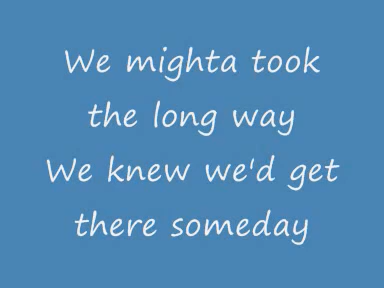 We mighta took
the long way
We knew we'd get
there someday